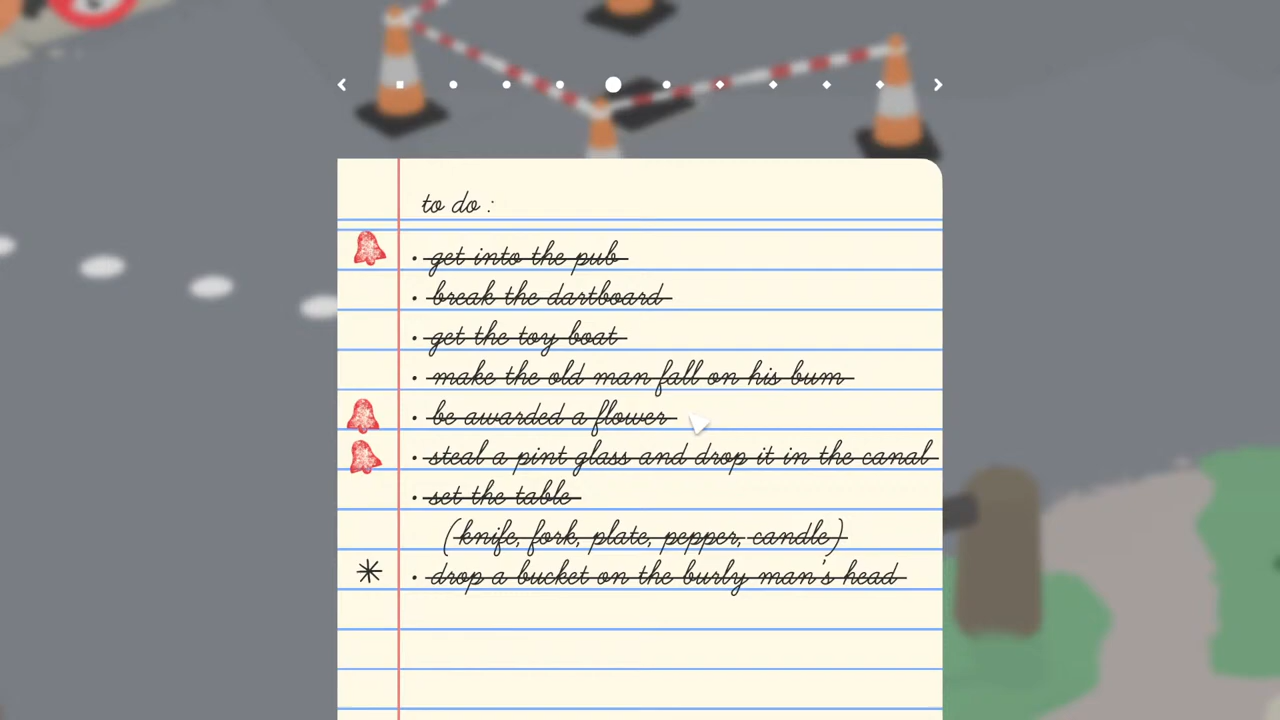 to do :
• get into the pub
• break the dartboard
• get the toy boat
• make the old man fall on his bum
• be awarded a flower
• steal a pint glass and drop it in the canal
• set the table
(knife, fork, plate, pepper, candle)
• drop a bucket on the burly man's head